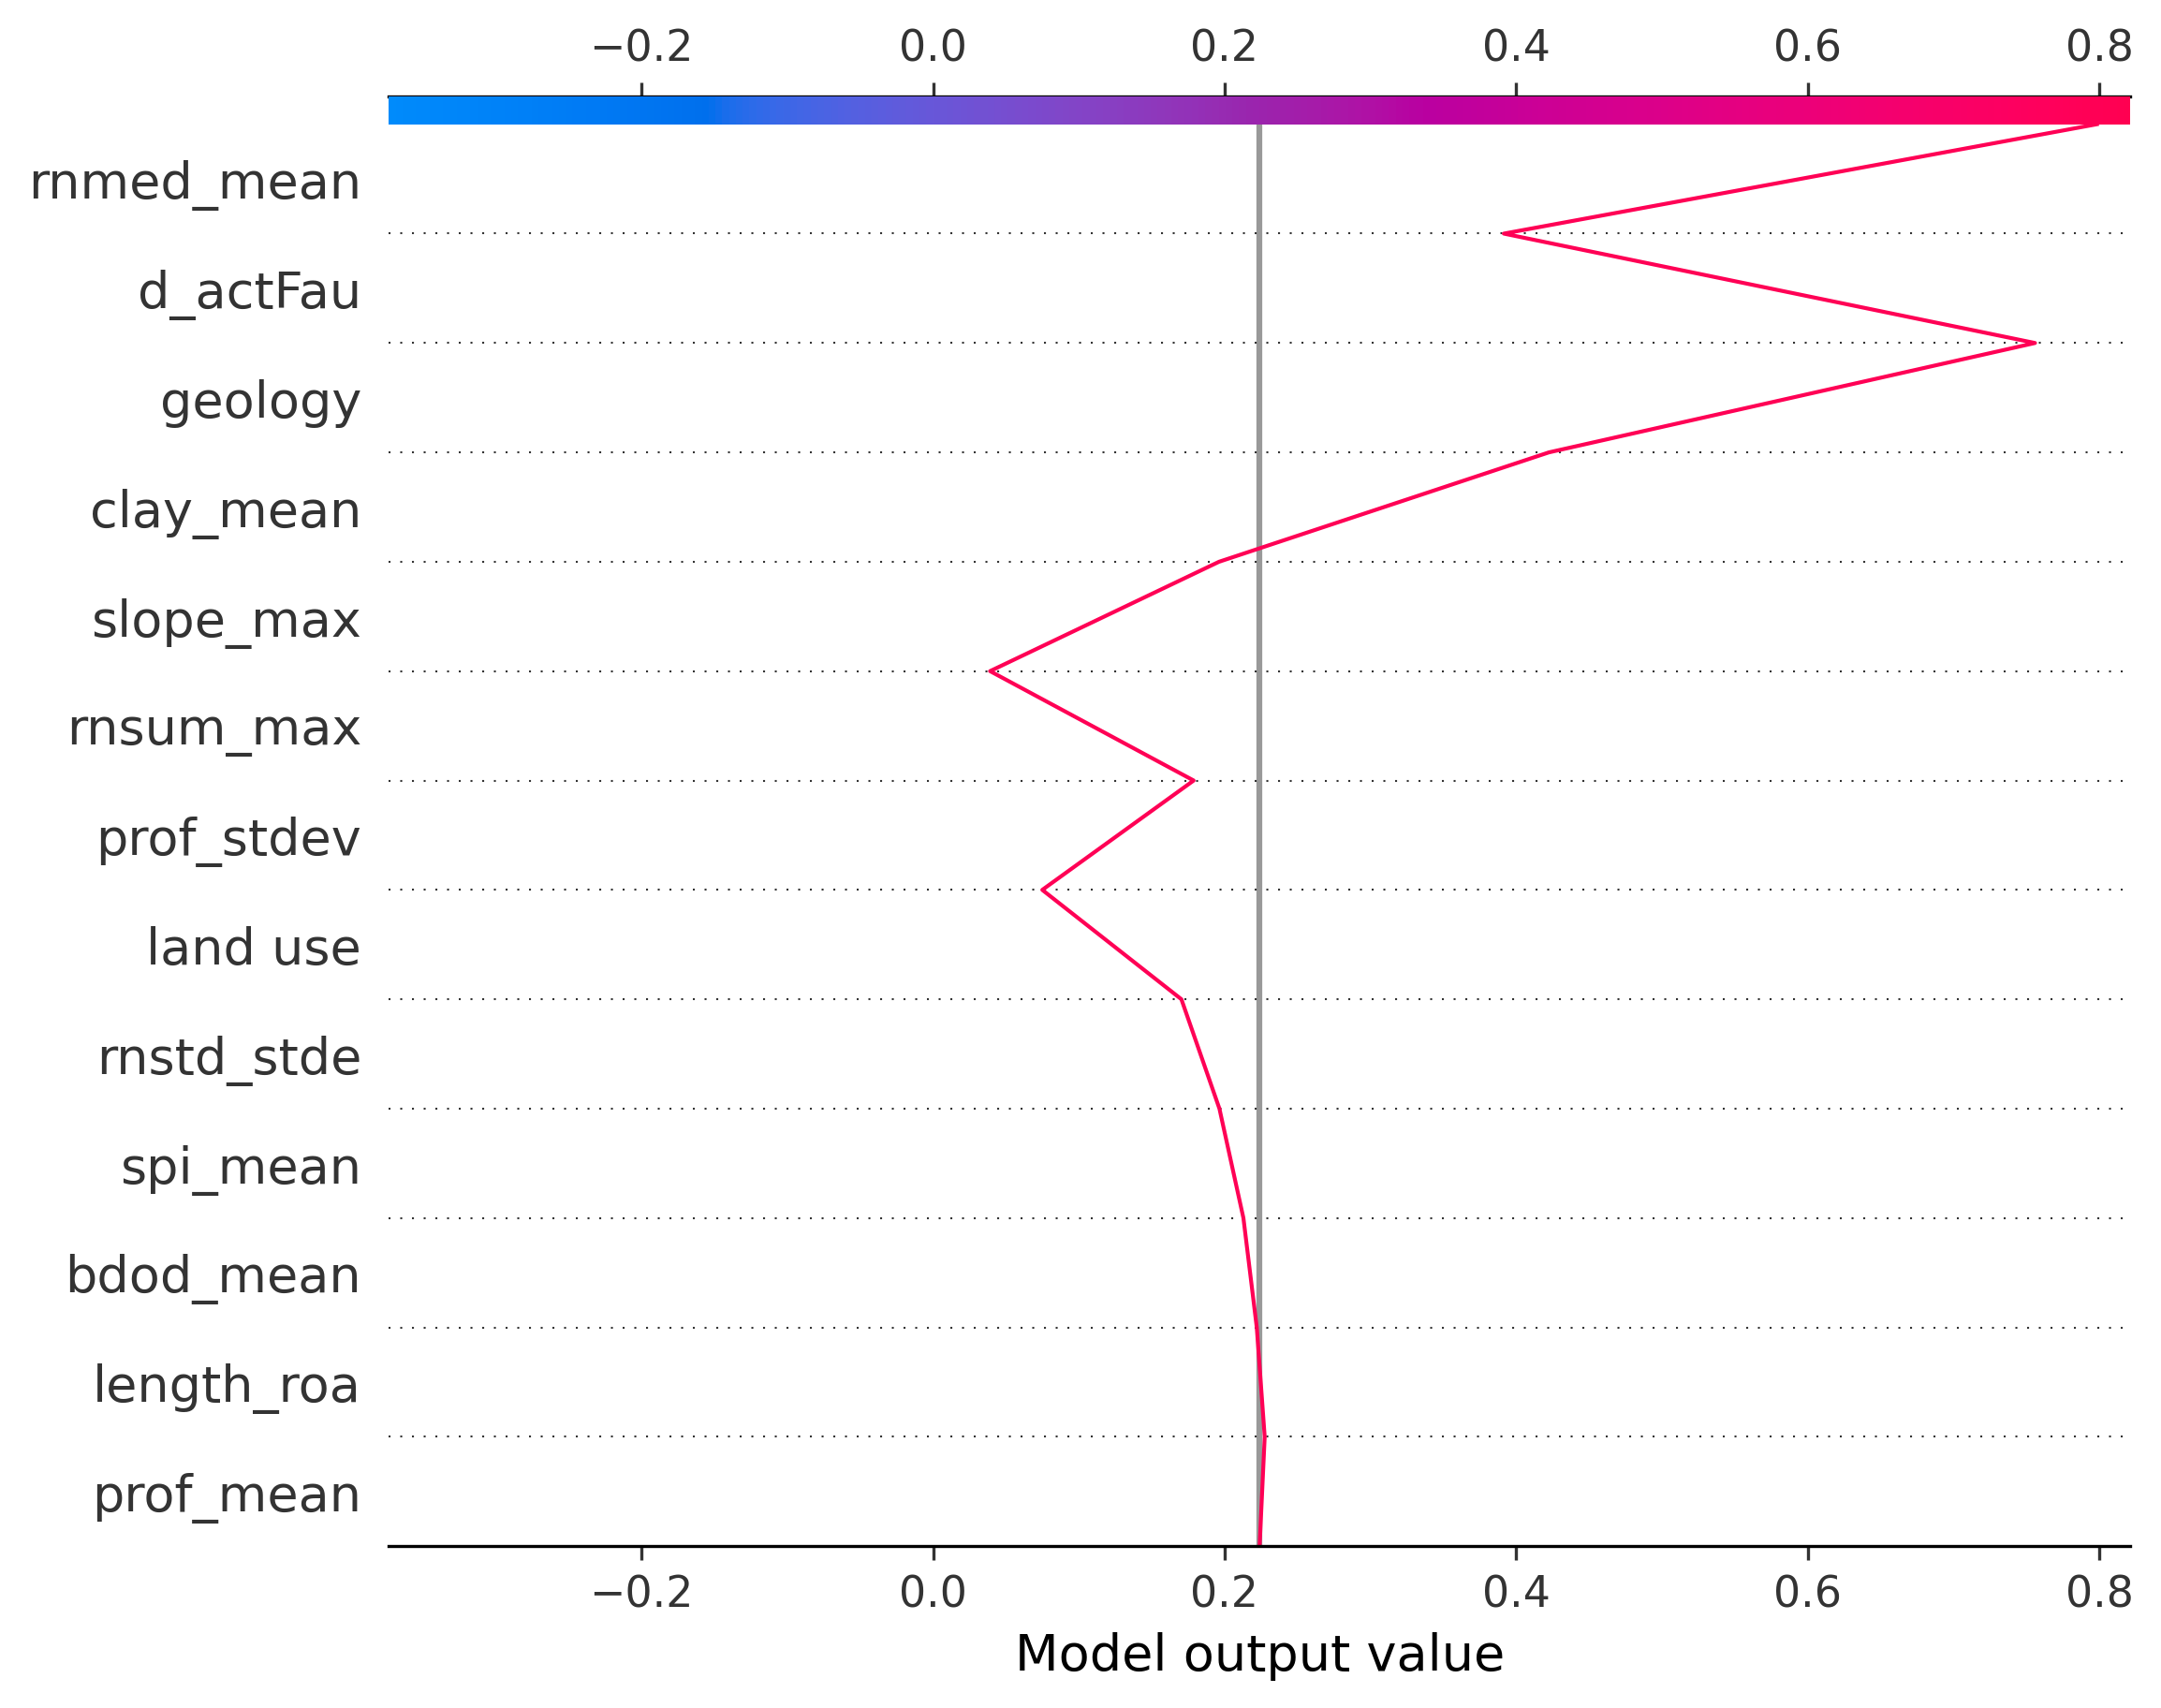 −0.2 0.0 0.2 0.4 0.6 0.8
rnmed_mean
d_actFau
geology
clay_mean
slope_max
rnsum_max
prof_stdev
land use
rnstd_stde
spi_mean
bdod_mean
length_roa
prof_mean
−0.2 0.0 0.2 0.4 0.6 0.8
Model output value